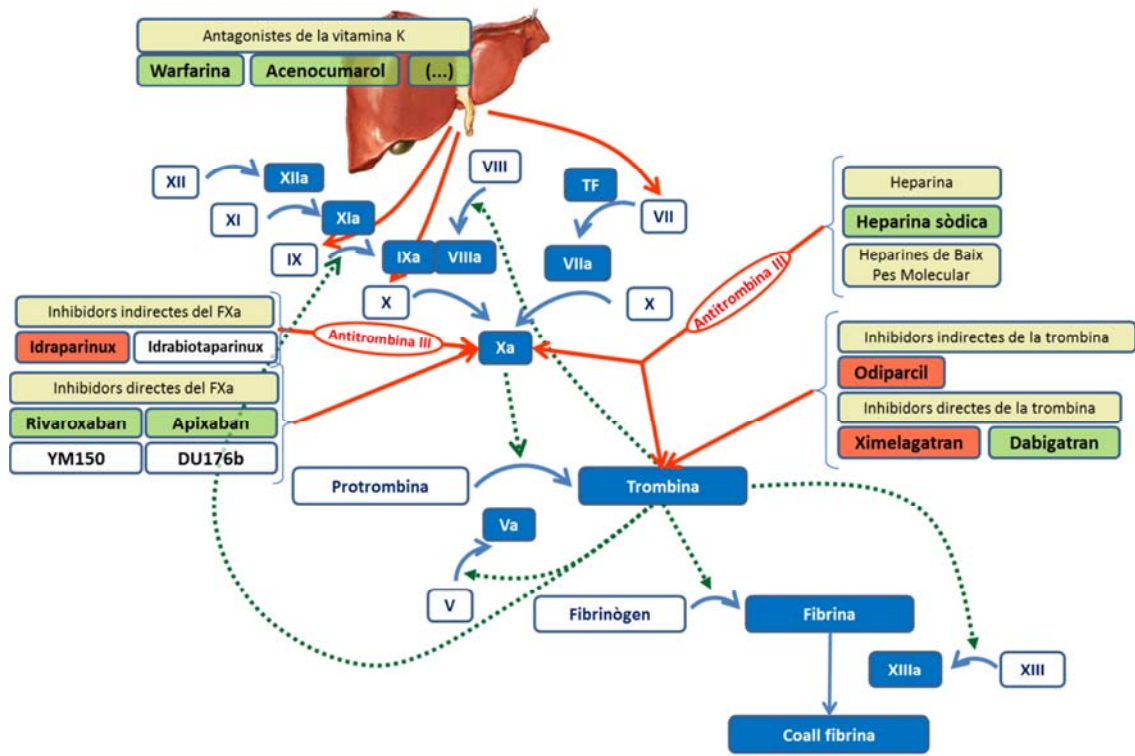 Antagonistes de la vitamina K
Warfarina
Acenocumarol
(...)
XII
XIIa
VIII
TF
XI
XIa
VII
IX
IXa
VIIIa
VIIa
X
X
Xa
Heparina
Heparina sòdica
Heparines de Baix
Pes Molecular
Antitrombina III
Inhibidors indirectes del FXa
Idraparinux
Idrabiotaparinux
Antitrombina III
Inhibidors directes del FXa
Rivaroxaban
Apixaban
YM150
DU176b
Inhibidors indirectes de la trombina
Odiparcil
Inhibidors directes de la trombina
Ximelagatran
Dabigatran
Protrombina
Trombina
Va
V
Fibrinògen
Fibrina
XIIIa
XIII
Coall fibrina